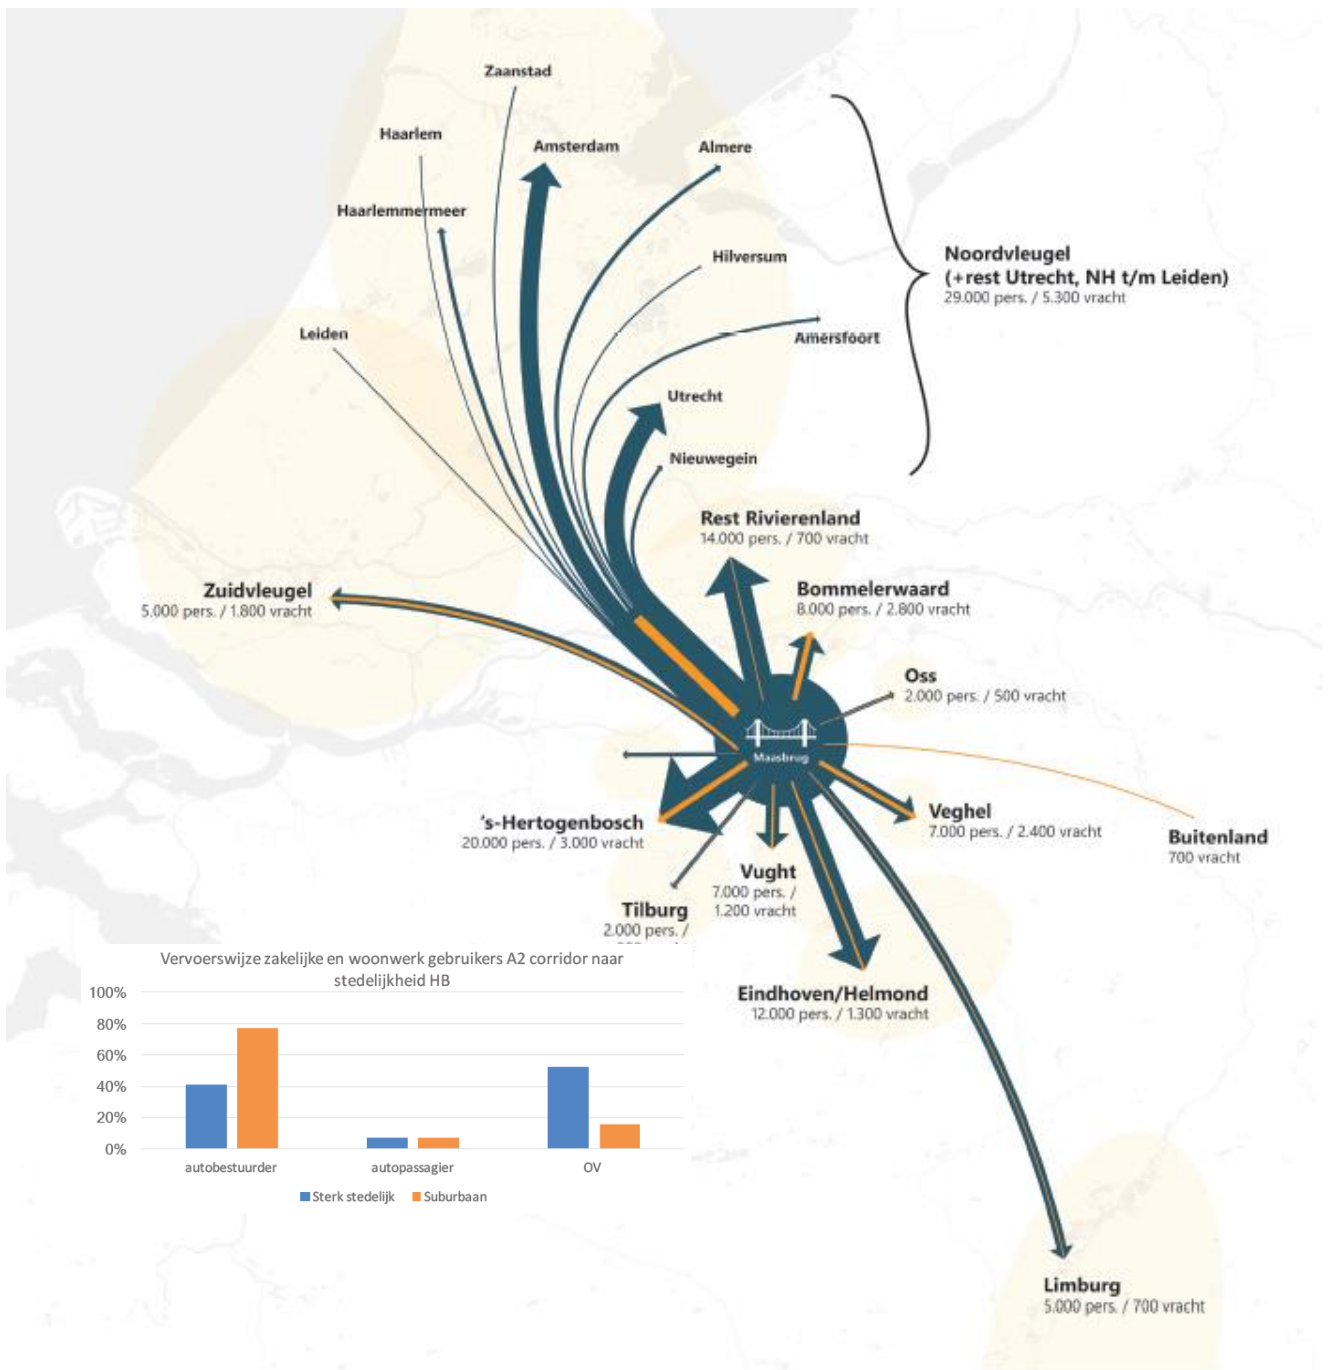 Zaanstad
Haarlem
Amsterdam
Almere
Haarlemmermeer
Hilversum
Noordvleugel
(+rest Utrecht, NH t/m Leiden)
29.000 pers. / 5.300 vracht
Leiden
Amersfoort
Utrecht
Nieuwegein
Rest Rivierenland
14.000 pers. / 700 vracht
Zuidvleugel
5.000 pers. / 1.800 vracht
Bommelerwaard
8.000 pers. / 2.800 vracht
Oss
2.000 pers. / 500 vracht
Maasbrug
's-Hertogenbosch
20.000 pers. / 3.000 vracht
Veghel
7.000 pers. / 2.400 vracht
Buitenland
700 vracht
Vught
7.000 pers. /
1.200 vracht
Tilburg
2.000 pers. /
Eindhoven/Helmond
12.000 pers. / 1.300 vracht
Vervoerswijze zakelijke en woonwerk gebruikers A2 corridor naar
stedelijkheid HB
100%
80%
60%
40%
20%
0%
autobestuurder autopassagier OV
Sterk stedelijk Suburbaan
Limburg
5.000 pers. / 700 vracht